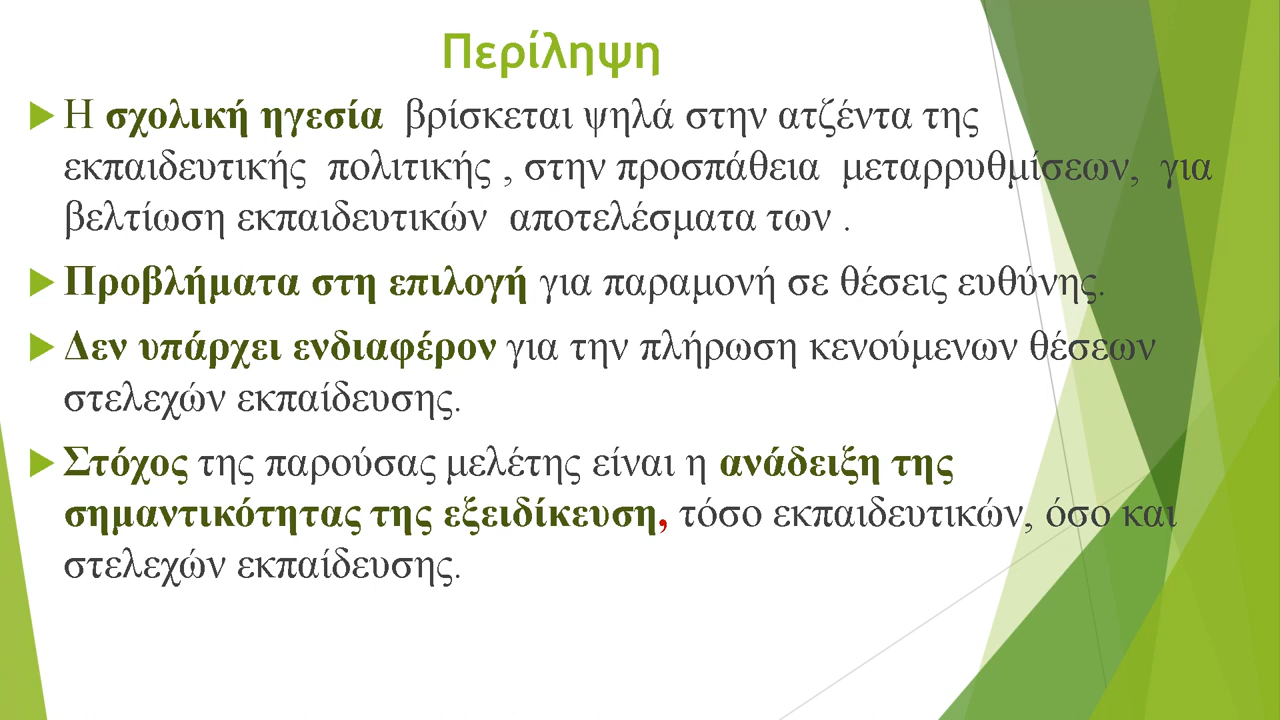 Περίληψη
Η σχολική ηγεσία βρίσκεται ψηλά στην ατζέντα της
εκπαιδευτικής πολιτικής , στην προσπάθεια μεταρρυθμίσεων, για
βελτίωση εκπαιδευτικών αποτελέσματα των .
Προβλήματα στη επιλογή για παραμονή σε θέσεις ευθύνης.
Δεν υπάρχει ενδιαφέρον για την πλήρωση κενούμενων θέσεων
στελεχών εκπαίδευσης.
Στόχος της παρούσας μελέτης είναι η ανάδειξη της
σημαντικότητας της εξειδίκευση, τόσο εκπαιδευτικών, όσο και
στελεχών εκπαίδευσης.